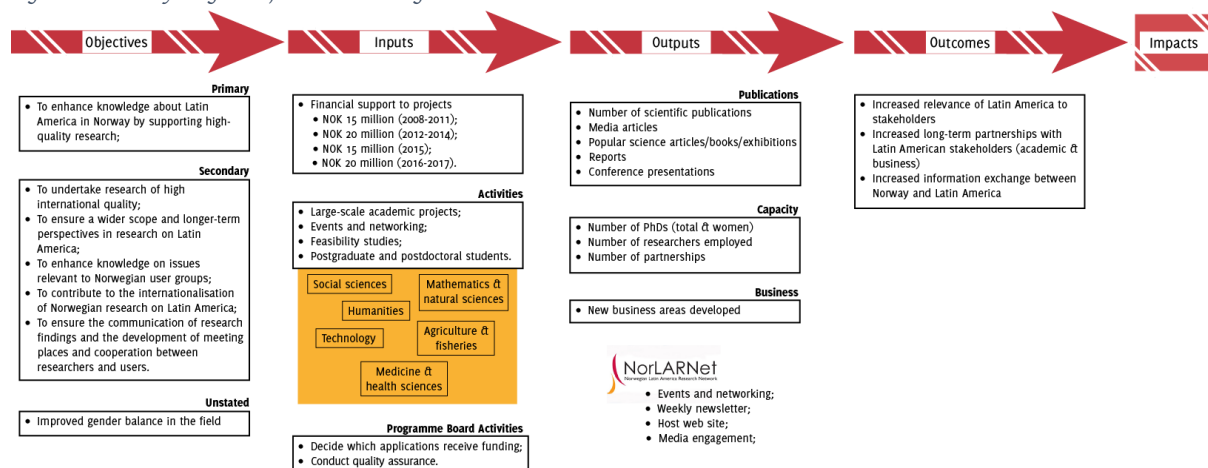 Objectives
Inputs
Outputs
Outcomes
Impacts
Primary
• To enhance knowledge about Latin
America in Norway by supporting high-
quality research;
Secondary
• To undertake research of high
international quality;
• To ensure a wider scope and longer-term
perspectives in research on Latin
America;
• To enhance knowledge on issues
relevant to Norwegian user groups;
• To contribute to the internationalisation
of Norwegian research on Latin America;
• To ensure the communication of research
findings and the development of meeting
places and cooperation between
researchers and users.
Unstated
• Improved gender balance in the field
• Financial support to projects
• NOK 15 million (2008-2011);
• NOK 20 million (2012-2014);
• NOK 15 million (2015);
• NOK 20 million (2016-2017).
Activities
• Large-scale academic projects;
• Events and networking;
• Feasibility studies;
• Postgraduate and postdoctoral students.
Social sciences
Mathematics &
natural sciences
Humanities
Technology
Agriculture &
fisheries
Medicine &
health sciences
Programme Board Activities
• Decide which applications receive funding;
• Conduct quality assurance.
Publications
• Number of scientific publications
• Media articles
• Popular science articles/books/exhibitions
• Reports
• Conference presentations
Capacity
• Number of PhDs (total & women)
• Number of researchers employed
• Number of partnerships
Business
• New business areas developed
NorLARNet
Norwegian Latin America Research Network
• Events and networking;
• Weekly newsletter;
• Host web site;
• Media engagement;
• Increased relevance of Latin America to
stakeholders
• Increased long-term partnerships with
Latin American stakeholders (academic &
business)
• Increased information exchange between
Norway and Latin America